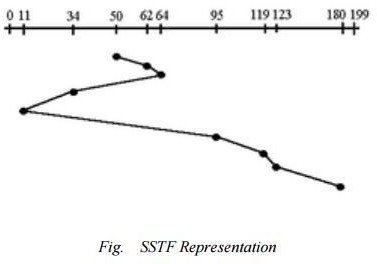 0 11 34 50 62 64 95 119 123 180 199
Fig. SSTF Representation